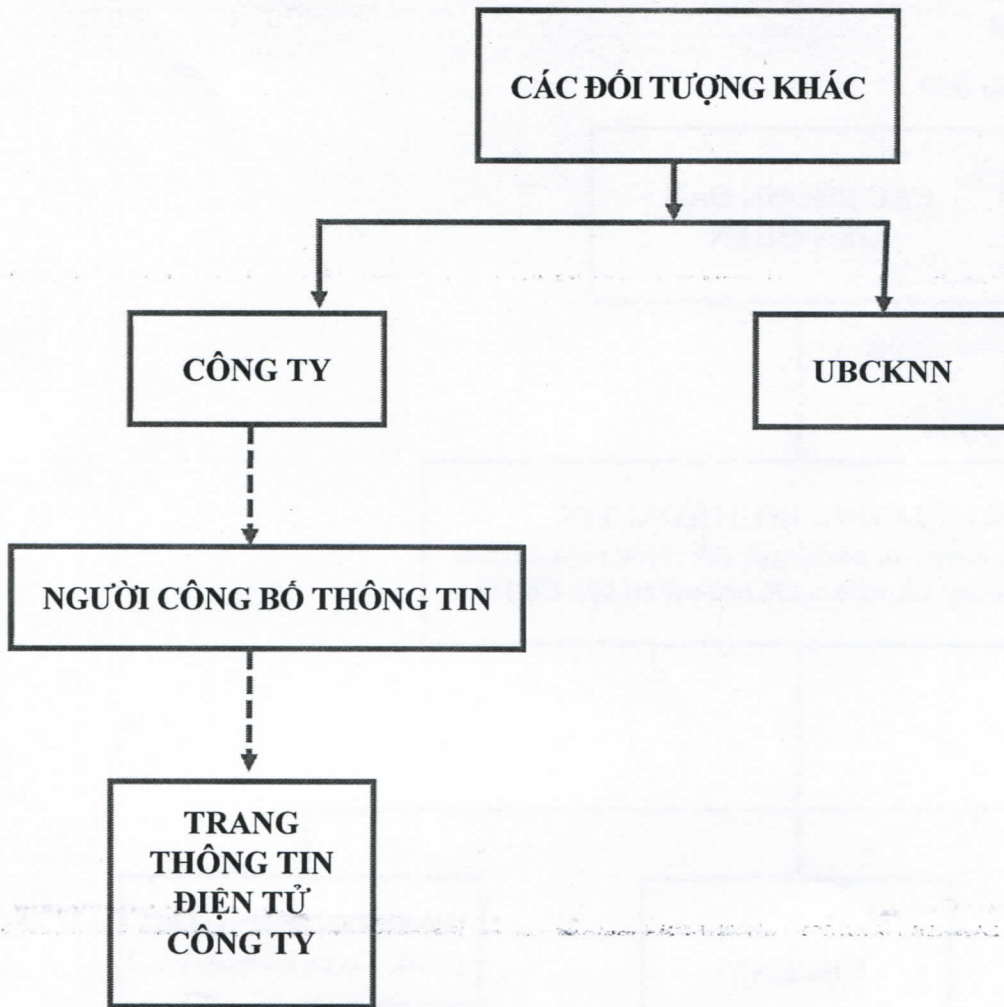 CÁC ĐỐI TƯỢNG KHÁC
CÔNG TY
UBCKNN
NGƯỜI CÔNG BỐ THÔNG TIN
TRANG
THÔNG TIN
ĐIỆN TỬ
CÔNG TY